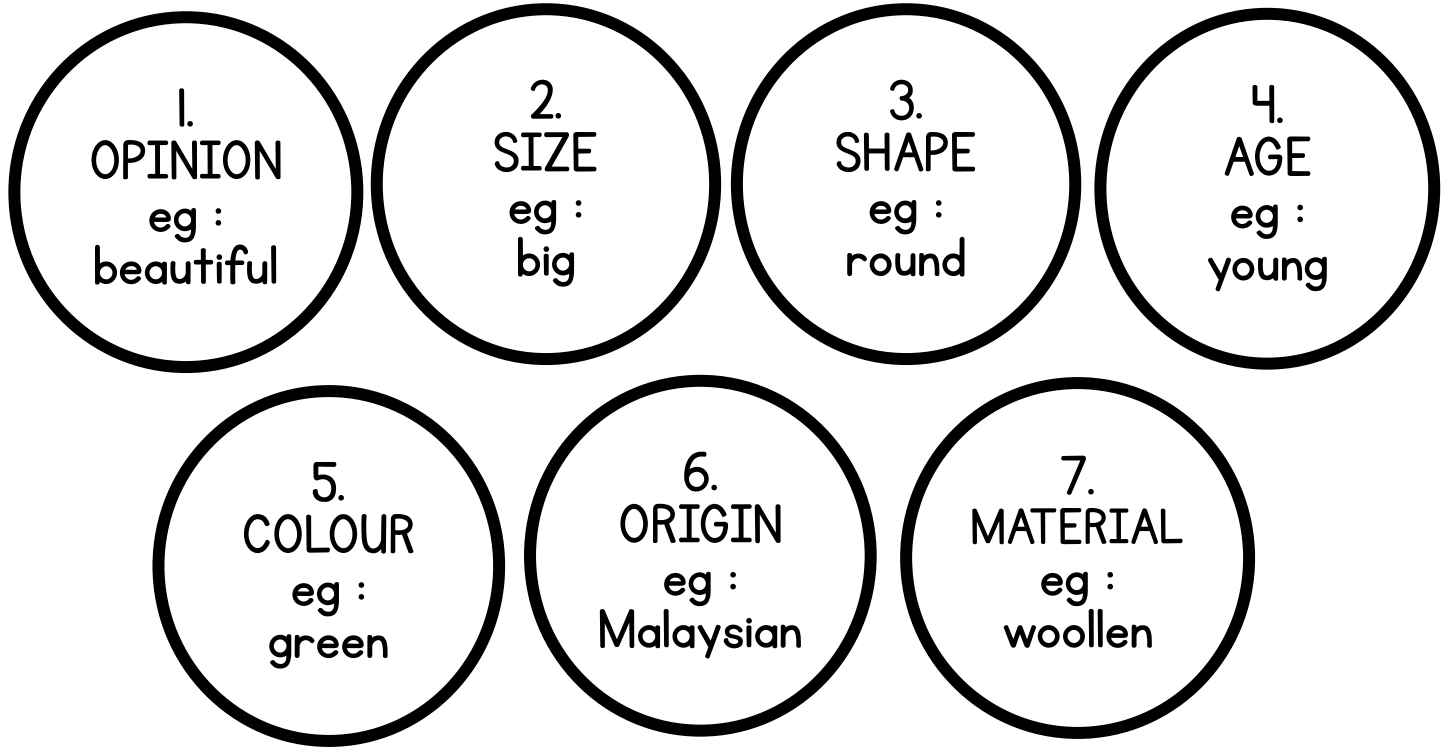 1.
OPINION
eg :
beautiful
2.
SIZE
eg :
big
3.
SHAPE
eg :
round
4.
AGE
eg :
young
5.
COLOUR
eg :
green
6.
ORIGIN
eg :
Malaysian
7.
MATERIAL
eg :
woollen